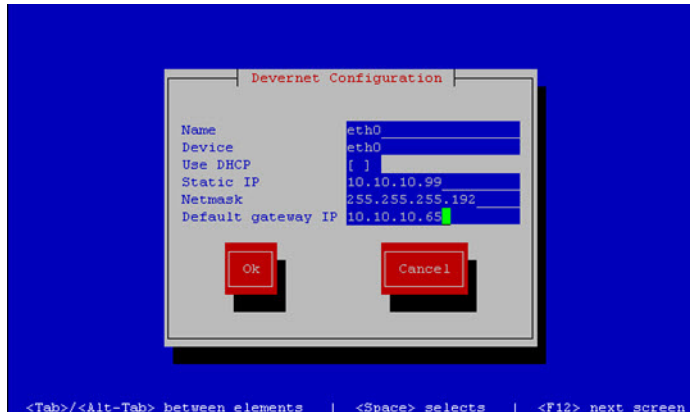 Devernet Configuration
Name eth0
Device eth0
Use DHCP [ ]
Static IP 10.10.10.99
Netmask 255.255.255.192
Default gateway IP 10.10.10.65
Ok Cancel
<Tab>/<Alt-Tab> between elements | <Space> selects | <F12> next screen